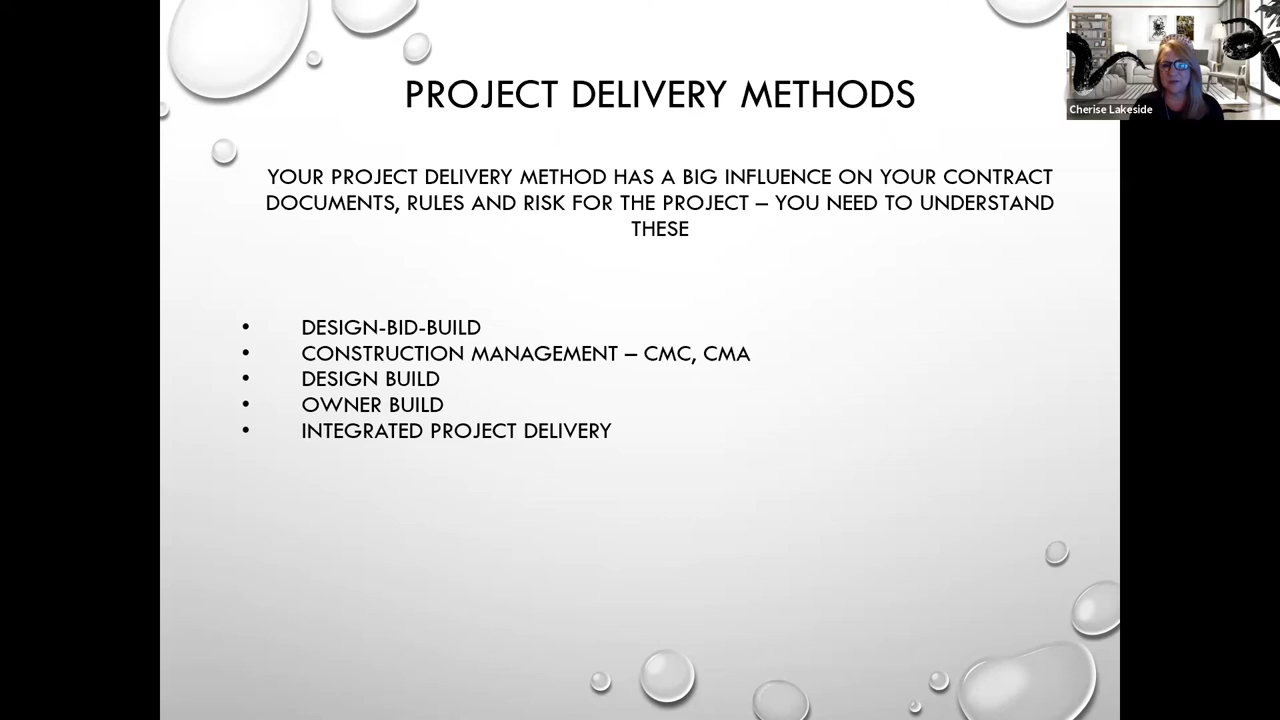 PROJECT DELIVERY METHODS
Cherise Lakeside
YOUR PROJECT DELIVERY METHOD HAS A BIG INFLUENCE ON YOUR CONTRACT
DOCUMENTS, RULES AND RISK FOR THE PROJECT – YOU NEED TO UNDERSTAND
THESE
• DESIGN-BID-BUILD
• CONSTRUCTION MANAGEMENT – CMC, CMA
• DESIGN BUILD
• OWNER BUILD
• INTEGRATED PROJECT DELIVERY